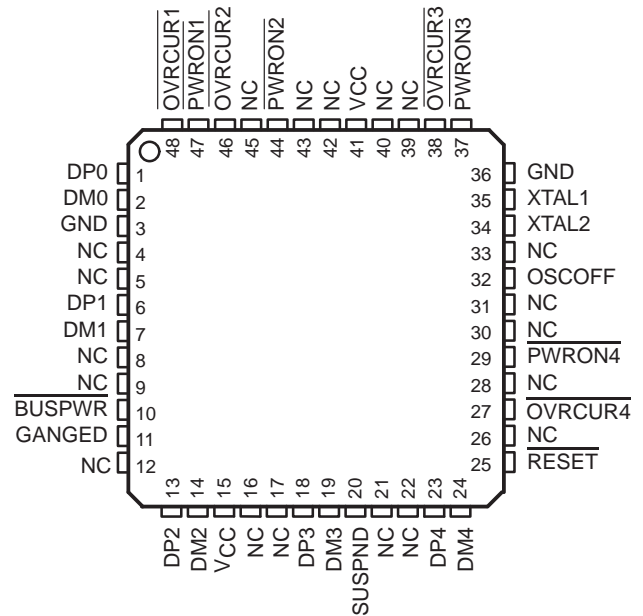 OVRCUR1
PWRON1
OVRCUR2
NC
PWRON2
NC
NC
VCC
NC
NC
OVRCUR3
PWRON3
48
47
46
45
44
43
42
41
40
39
38
37
DP0 1
DM0 2
GND 3
NC 4
NC 5
DP1 6
DM1 7
NC 8
NC 9
BUSPWR 10
GANGED 11
NC 12
36 GND
35 XTAL1
34 XTAL2
33 NC
32 OSCOFF
31 NC
30 NC
29 PWRON4
28 NC
27 OVRCUR4
26 NC
25 RESET
13
14
15
16
17
18
19
20
21
22
23
24
DP2
DM2
VCC
NC
NC
DP3
DM3
SUSPND
NC
NC
DP4
DM4